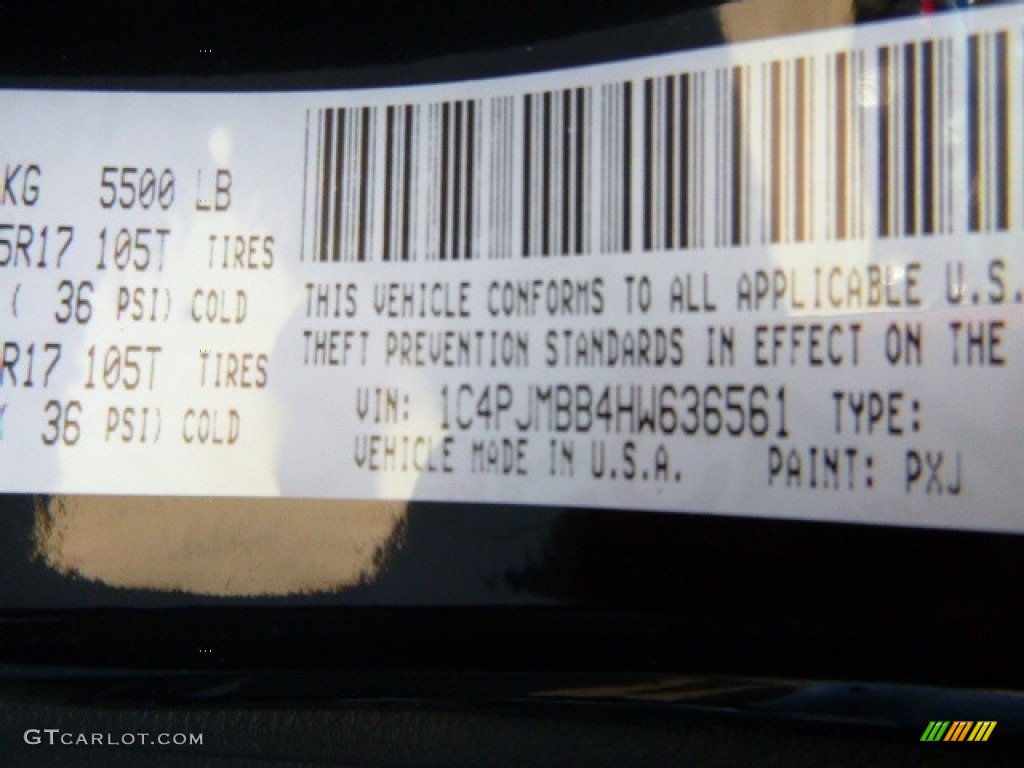 KG 5500 LB
5R17 105T TIRES
( 36 PSI) COLD
R17 105T TIRES
36 PSI) COLD
THIS VEHICLE CONFORMS TO ALL APPLICABLE U.S.
THEFT PREVENTION STANDARDS IN EFFECT ON THE
VIN: 1C4PJMBB4HW636561 TYPE:
VEHICLE MADE IN U.S.A. PAINT: PXJ
GTCARLOT.COM